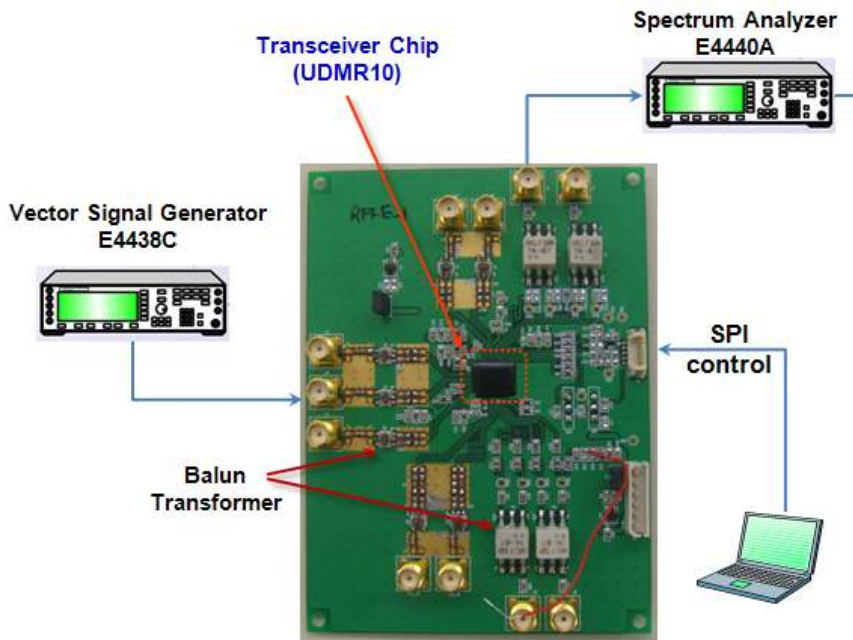 Spectrum Analyzer
E4440A
Transceiver Chip
(UDMR10)
Vector Signal Generator
E4438C
SPI
control
Balun
Transformer